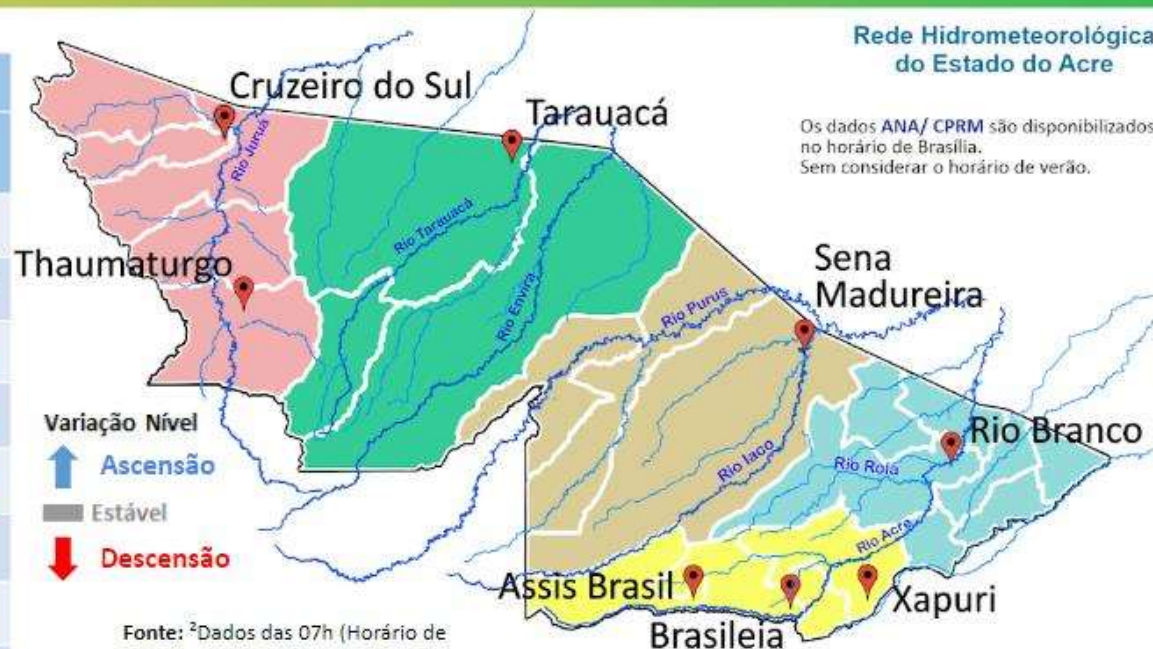 Rede Hidrometeorológica
do Estado do Acre
Os dados ANA/ CPRM são disponibilizados
no horário de Brasília.
Sem considerar o horário de verão.
Cruzeiro do Sul
Tarauacá
Rio Juruá
Rio Tarauacá
Thaumaturgo
Rio Envira
Sena
Madureira
Rio Purus
Variação Nível
Ascensão
Estável
Descensão
Rio Branco
Rio Iaco
Rio Rola
Rio Acre
Assis Brasil
Xapuri
Brasileia
Fonte: ²Dados das 07h (Horário de